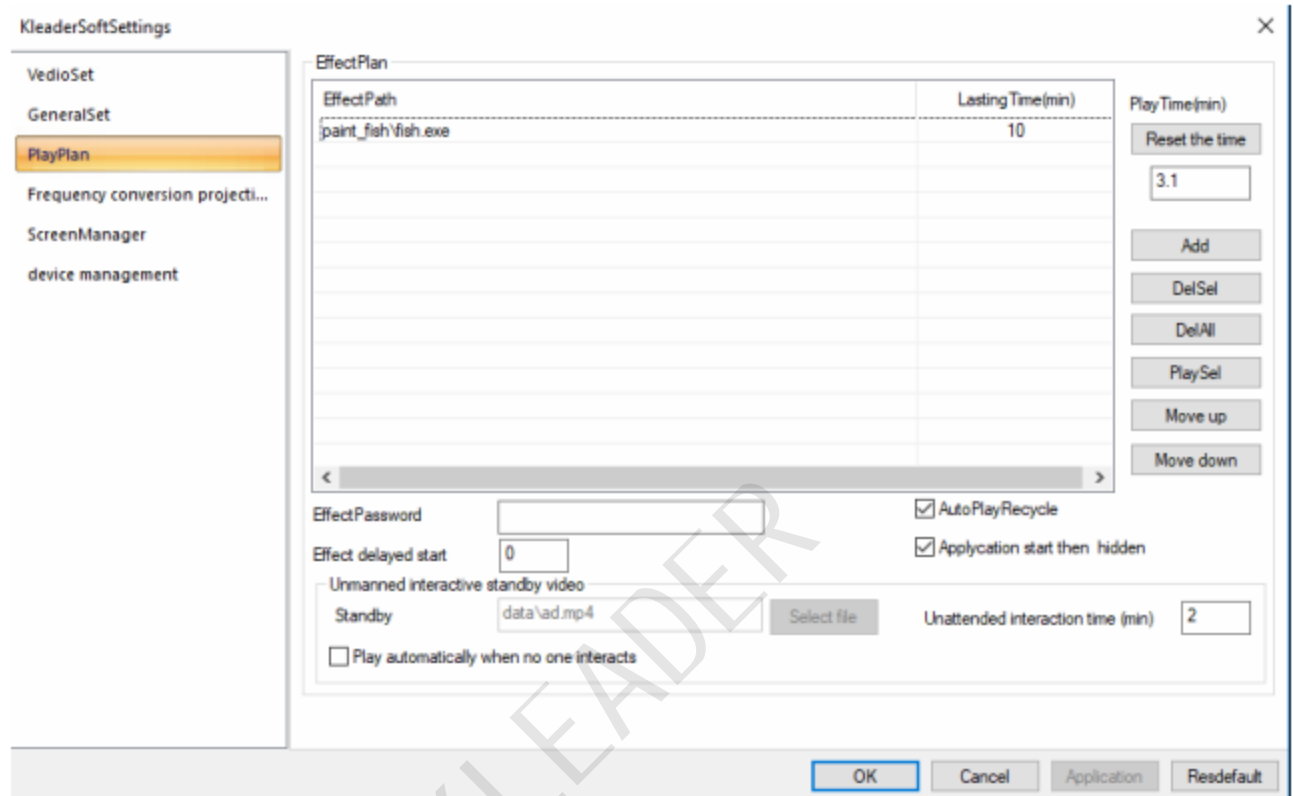 KleaderSoftSettings
VedioSet
GeneralSet
PlayPlan
Frequency conversion projecti...
ScreenManager
device management
EffectPlan
EffectPath LastingTime(min)
paint_fish\fish.exe 10
PlayTime(min)
Reset the time
3.1
Add
DelSel
DelAll
PlaySel
Move up
Move down
EffectPassword
AutoPlayRecycle
Effect delayed start 0
Applycation start then hidden
Unmanned interactive standby video
Standby data\ad.mp4 Select file Unattended interaction time (min) 2
Play automatically when no one interacts
OK Cancel Application Resdefault
KLEADER